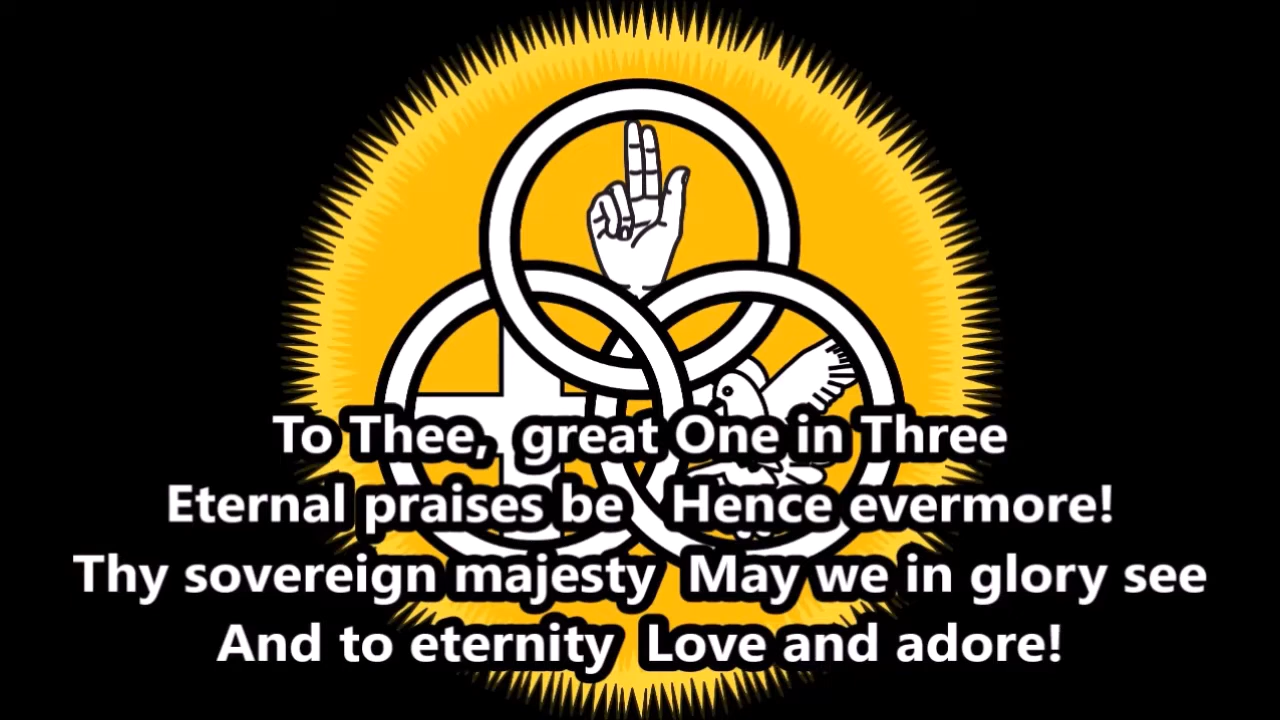 To Thee, great One in Three
Eternal praises be Hence evermore!
Thy sovereign majesty May we in glory see
And to eternity Love and adore!